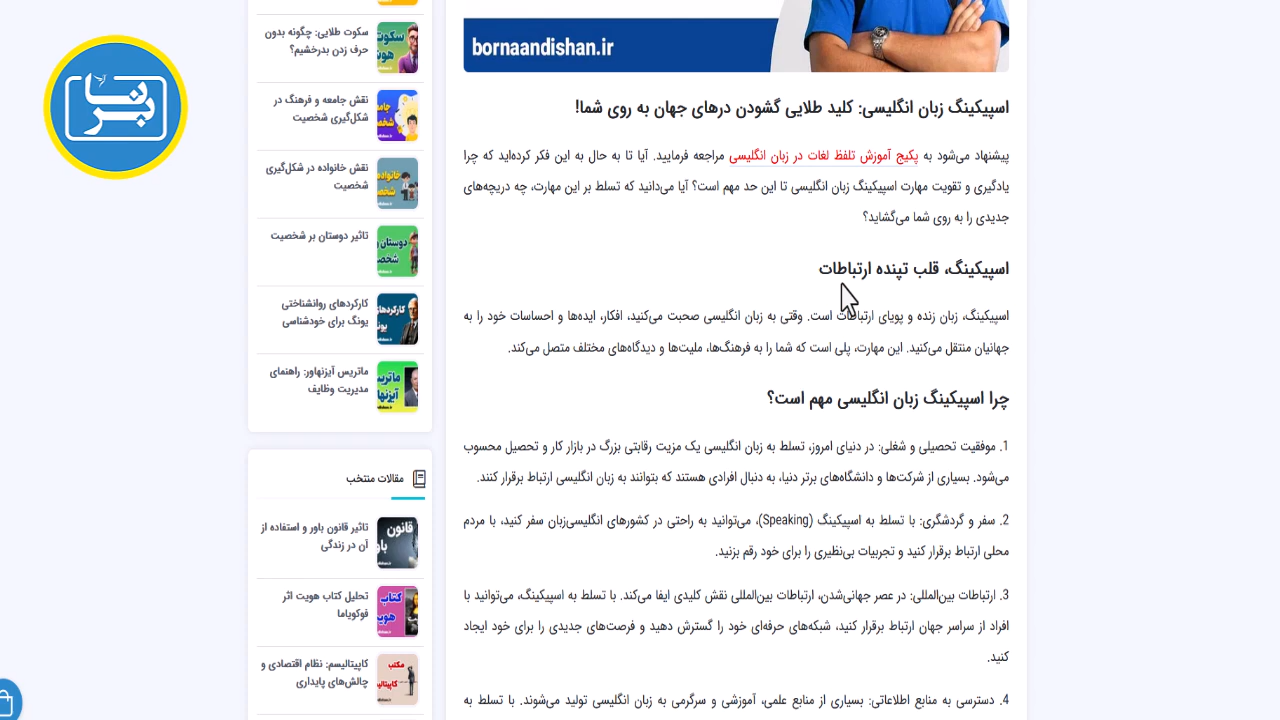 برنا
bornaandishan.ir
اسپیکینگ زبان انگلیسی: کلید طلایی گشودن درهای جهان به روی شما!
پیشنهاد می‌شود به پکیج آموزش تلفظ لغات در زبان انگلیسی مراجعه فرمایید. آیا تا به حال به این فکر کرده‌اید که چرا
یادگیری و تقویت مهارت اسپیکینگ زبان انگلیسی تا این حد مهم است؟ آیا می‌دانید که تسلط بر این مهارت، چه دریچه‌های
جدیدی را به روی شما می‌گشاید؟
اسپیکینگ، قلب تپنده ارتباطات
اسپیکینگ، زبان زنده و پویای ارتباطات است. وقتی به زبان انگلیسی صحبت می‌کنید، افکار، ایده‌ها و احساسات خود را به
جهانیان منتقل می‌کنید. این مهارت، پلی است که شما را به فرهنگ‌ها، ملیت‌ها و دیدگاه‌های مختلف متصل می‌کند.
چرا اسپیکینگ زبان انگلیسی مهم است؟
1. موفقیت تحصیلی و شغلی: در دنیای امروز، تسلط به زبان انگلیسی یک مزیت رقابتی بزرگ در بازار کار و تحصیل محسوب
می‌شود. بسیاری از شرکت‌ها و دانشگاه‌های برتر دنیا، به دنبال افرادی هستند که بتوانند به زبان انگلیسی ارتباط برقرار کنند.
2. سفر و گردشگری: با تسلط به اسپیکینگ (Speaking)، می‌توانید به راحتی در کشورهای انگلیسی‌زبان سفر کنید، با مردم
محلی ارتباط برقرار کنید و تجربیات بی‌نظیری را برای خود رقم بزنید.
3. ارتباطات بین‌المللی: در عصر جهانی‌شدن، ارتباطات بین‌المللی نقش کلیدی ایفا می‌کند. با تسلط به اسپیکینگ، می‌توانید با
افراد از سراسر جهان ارتباط برقرار کنید، شبکه‌های حرفه‌ای خود را گسترش دهید و فرصت‌های جدیدی را برای خود ایجاد
کنید.
4. دسترسی به منابع اطلاعاتی: بسیاری از منابع علمی، آموزشی و سرگرمی به زبان انگلیسی تولید می‌شوند. با تسلط به
سکوت طلایی: چگونه بدون
حرف زدن بدرخشیم؟
نقش جامعه و فرهنگ در
شکل‌گیری شخصیت
نقش خانواده در شکل‌گیری
شخصیت
تاثیر دوستان بر شخصیت
کارکردهای روانشناختی
یونگ برای خودشناسی
ماتریس آیزنهاور: راهنمای
مدیریت وظایف
مقالات منتخب
تاثیر قانون باور و استفاده از
آن در زندگی
تحلیل کتاب هویت اثر
فوکویاما
کاپیتالیسم: نظام اقتصادی و
چالش‌های پایداری